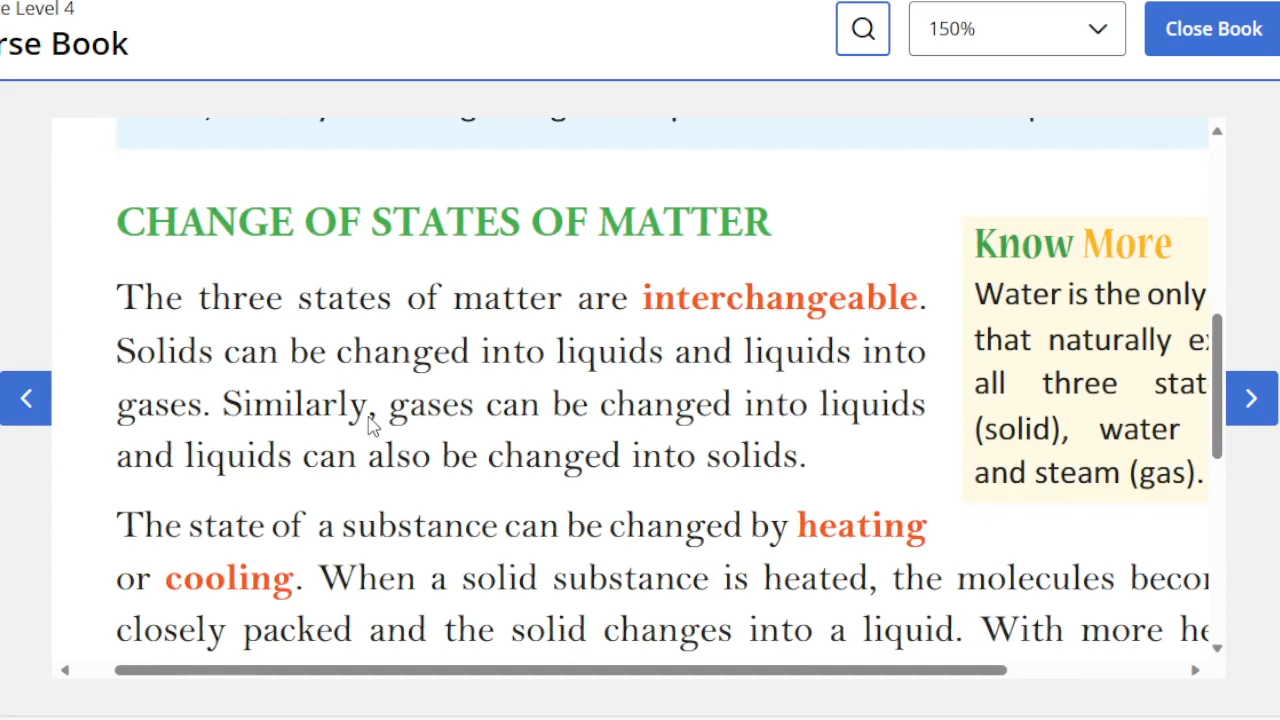 e Level 4
rse Book
150%
Close Book
CHANGE OF STATES OF MATTER
The three states of matter are interchangeable.
Solids can be changed into liquids and liquids into
gases. Similarly, gases can be changed into liquids
and liquids can also be changed into solids.
The state of a substance can be changed by heating
or cooling. When a solid substance is heated, the molecules becor
closely packed and the solid changes into a liquid. With more he
Know More
Water is the only
that naturally
all three stat
(solid), water
and steam (gas).